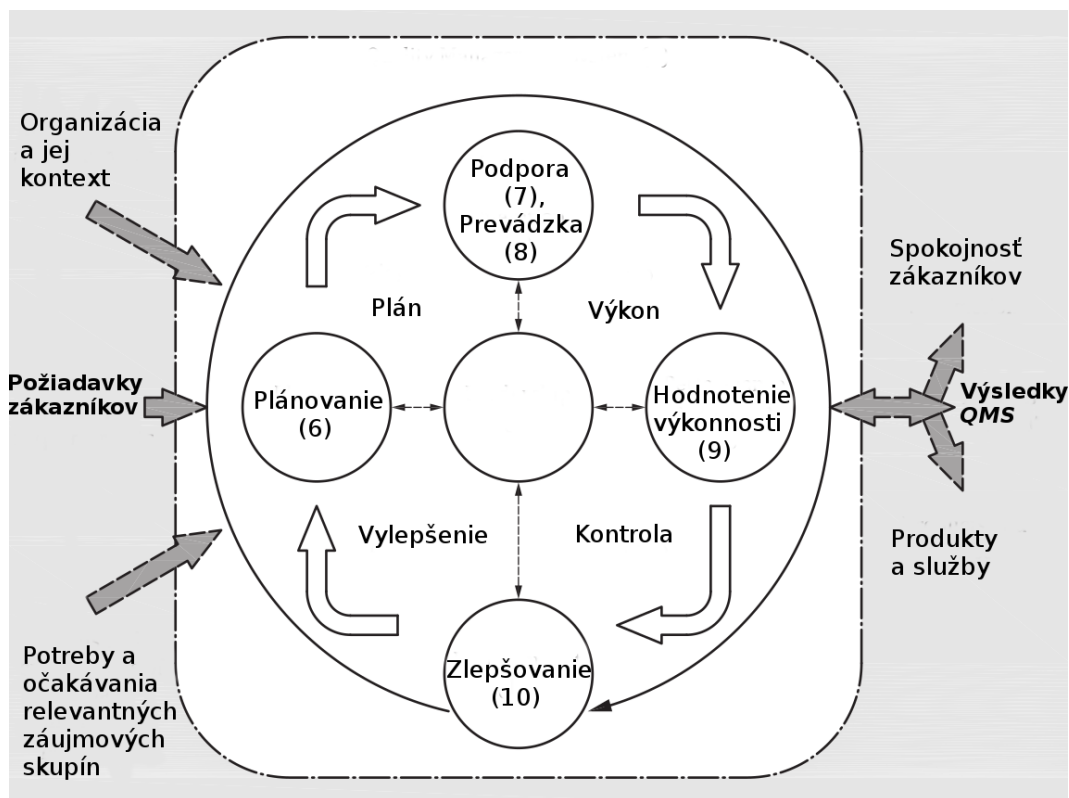 Organizácia
a jej
kontext
Podpora
(7),
Prevádzka
(8)
Spokojnosť
zákazníkov
Plán
Výkon
Požiadavky
zákazníkov
Plánovanie
(6)
Hodnotenie
výkonnosti
(9)
Výsledky
QMS
Vylepšenie
Kontrola
Produkty
a služby
Zlepšovanie
(10)
Potreby a
očakávania
relevantných
záujmových
skupín